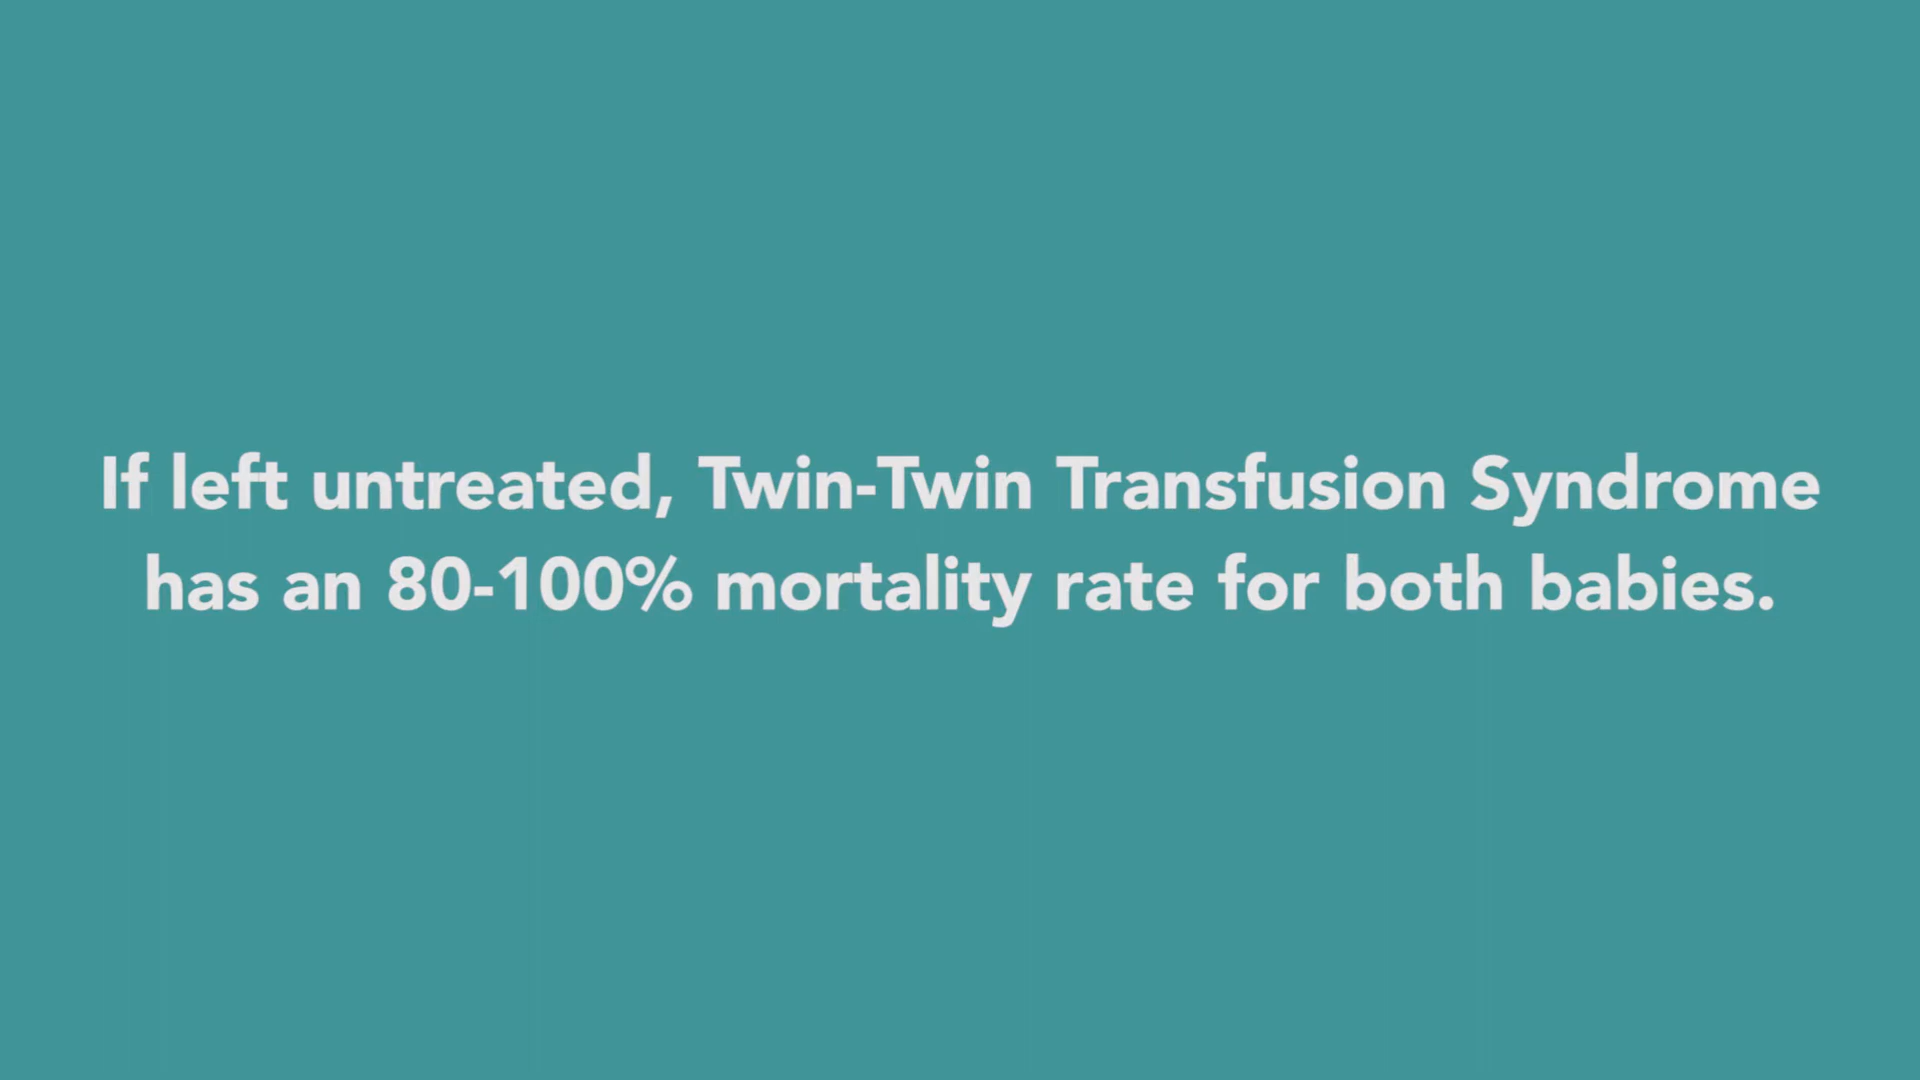 If left untreated, Twin-Twin Transfusion Syndrome
has an 80-100% mortality rate for both babies.